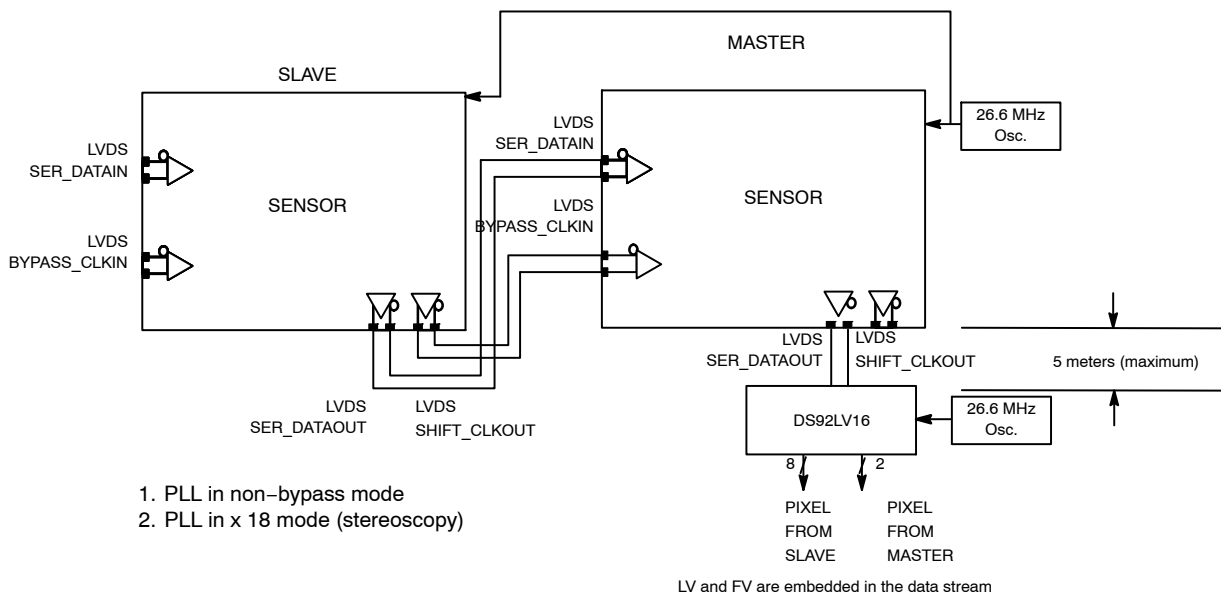 MASTER
SLAVE
26.6 MHz
Osc.
LVDS
SER_DATAIN
LVDS
SER_DATAIN
SENSOR
SENSOR
LVDS
BYPASS_CLKIN
LVDS
BYPASS_CLKIN
LVDS
SER_DATAOUT
LVDS
SHIFT_CLKOUT
5 meters (maximum)
LVDS
SER_DATAOUT
LVDS
SHIFT_CLKOUT
DS92LV16
26.6 MHz
Osc.
8
2
1. PLL in non−bypass mode
2. PLL in x 18 mode (stereoscopy)
PIXEL
FROM
SLAVE
PIXEL
FROM
MASTER
LV and FV are embedded in the data stream